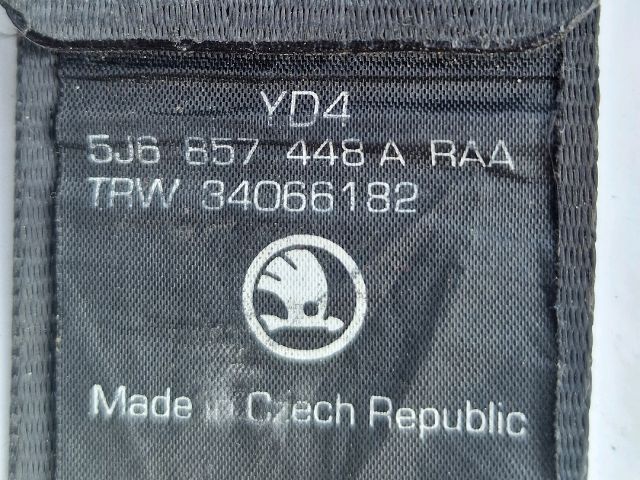 YD4
5J6 857 448 A RAA
TRW 34066182
Made in Czech Republic